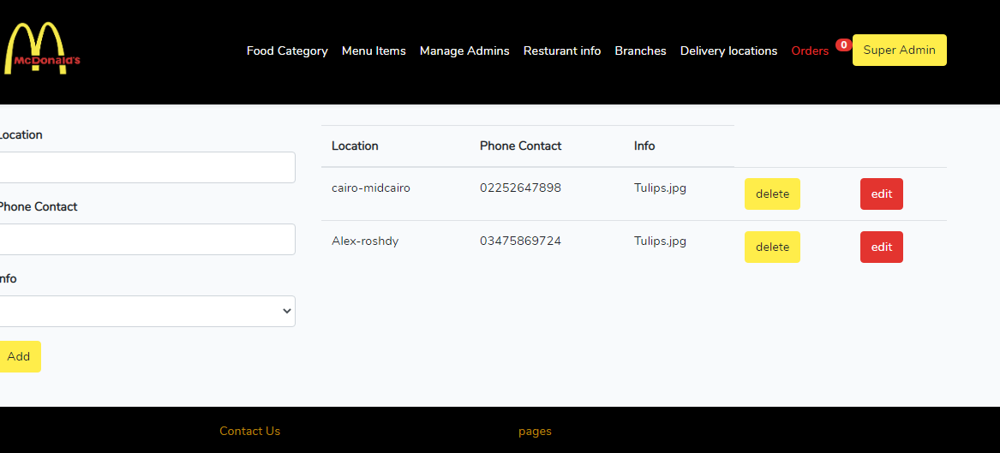 McDonald's
Food Category Menu Items Manage Admins Resturant info Branches Delivery locations Orders 0 Super Admin
Location
Phone Contact
Info
Add
Location Phone Contact Info
cairo-midcairo 02252647898 Tulips.jpg delete edit
Alex-roshdy 03475869724 Tulips.jpg delete edit
Contact Us pages